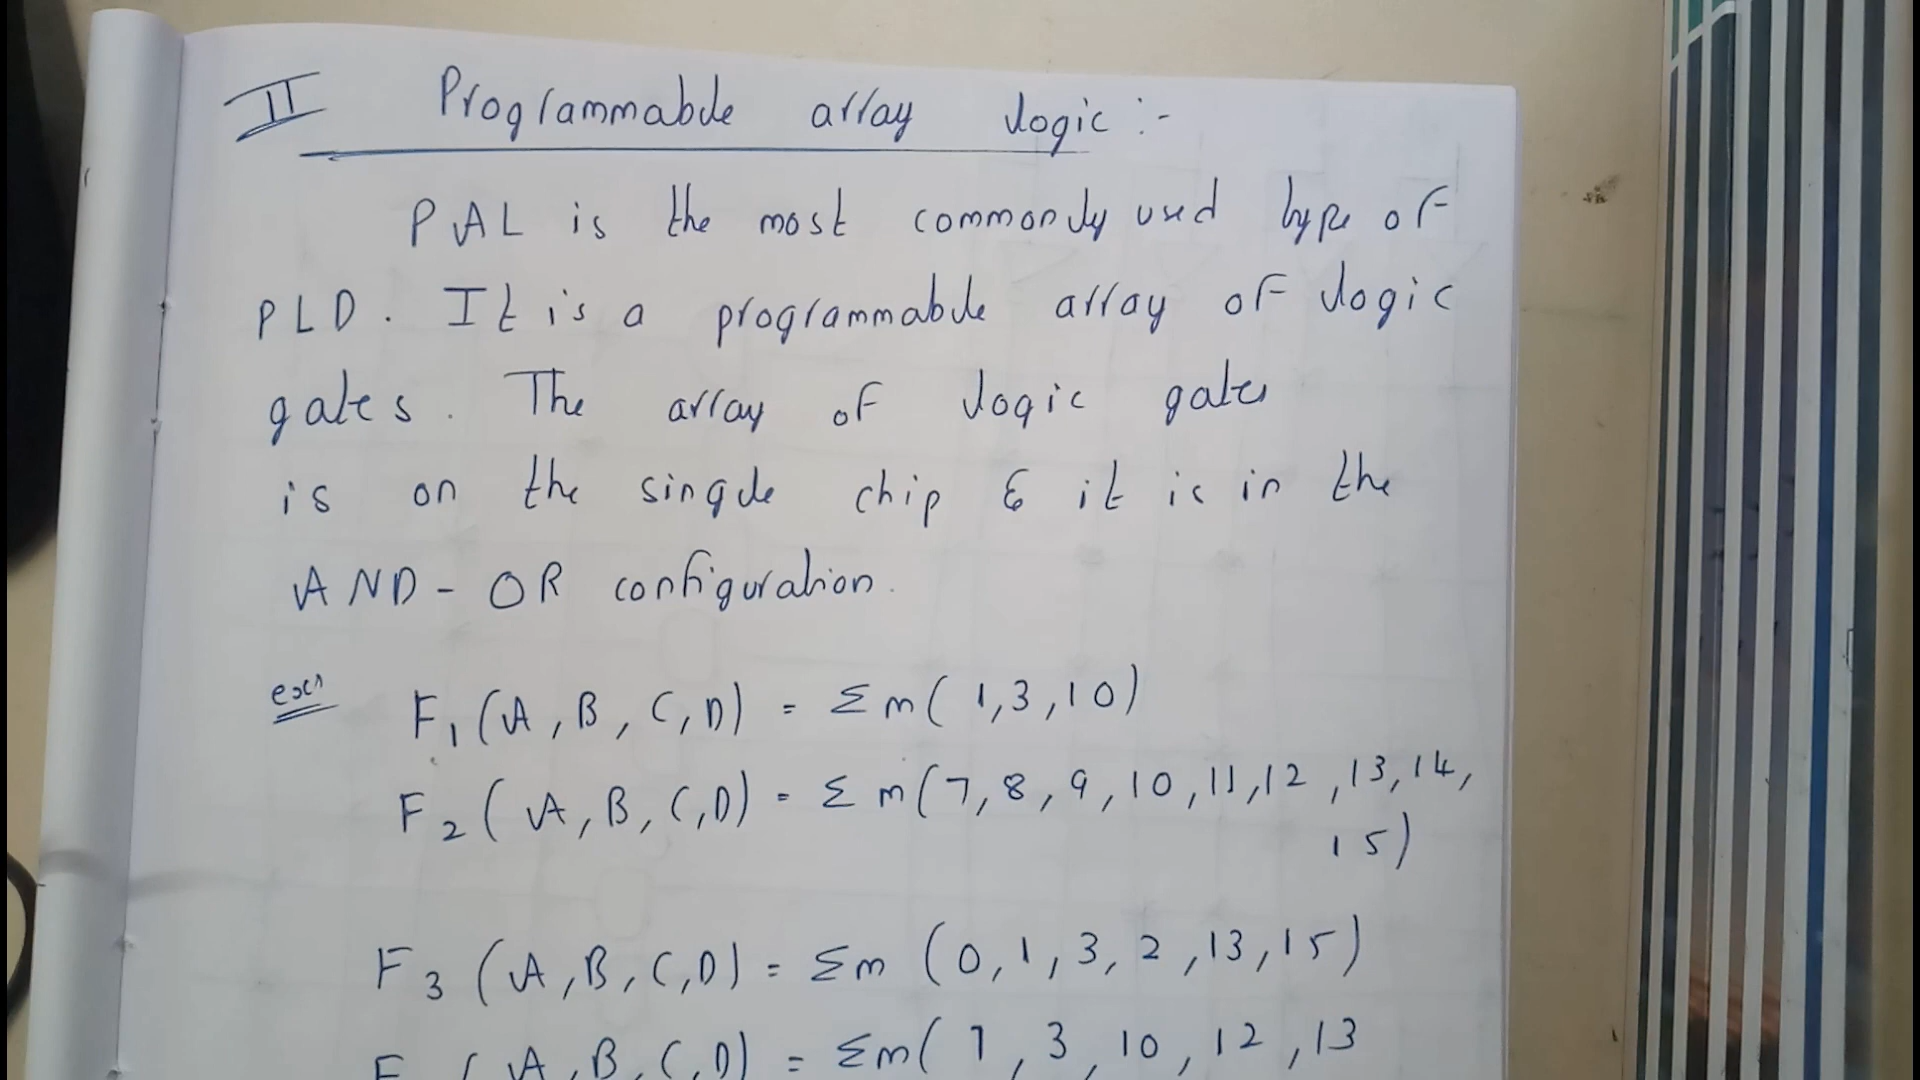 II Programmable array logic :-
PAL is the most commonly used type of
PLD. It is a programmable array of logic
gates. The array of logic gates
is on the single chip & it is in the
AND - OR configuration.
F1 (A, B, C, D) = Σm( 1,3,10)
F2 ( A, B, C, D) = Σm(7,8,9,10,11,12,13,14,
15)
F3 (A, B, C, D) = Σm (0,1,3,2,13,15)
( A, B, C, D) = Σm( 1,3,10,12,13